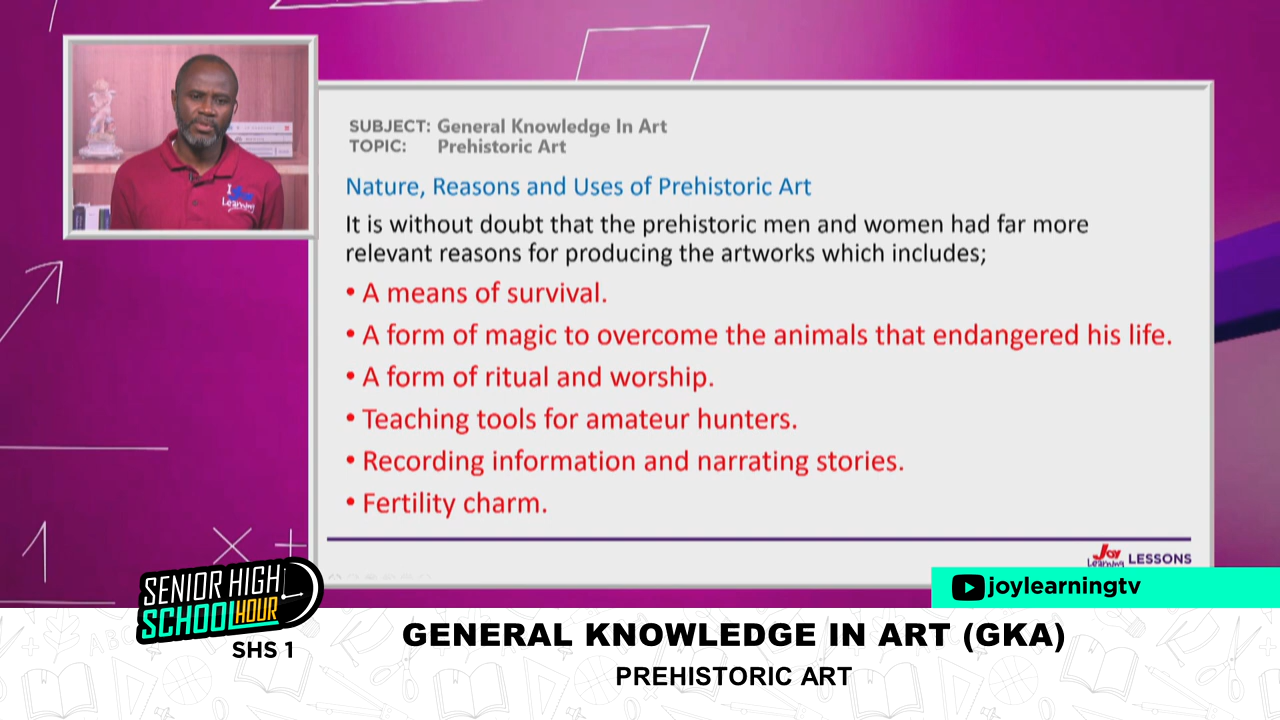 SUBJECT: General Knowledge In Art
TOPIC: Prehistoric Art
Nature, Reasons and Uses of Prehistoric Art
It is without doubt that the prehistoric men and women had far more
relevant reasons for producing the artworks which includes;
• A means of survival.
• A form of magic to overcome the animals that endangered his life.
• A form of ritual and worship.
• Teaching tools for amateur hunters.
• Recording information and narrating stories.
• Fertility charm.
Joy Learning LESSONS
joylearningtv
SENIOR HIGH
SCHOOL HOUR
SHS 1
GENERAL KNOWLEDGE IN ART (GKA)
PREHISTORIC ART